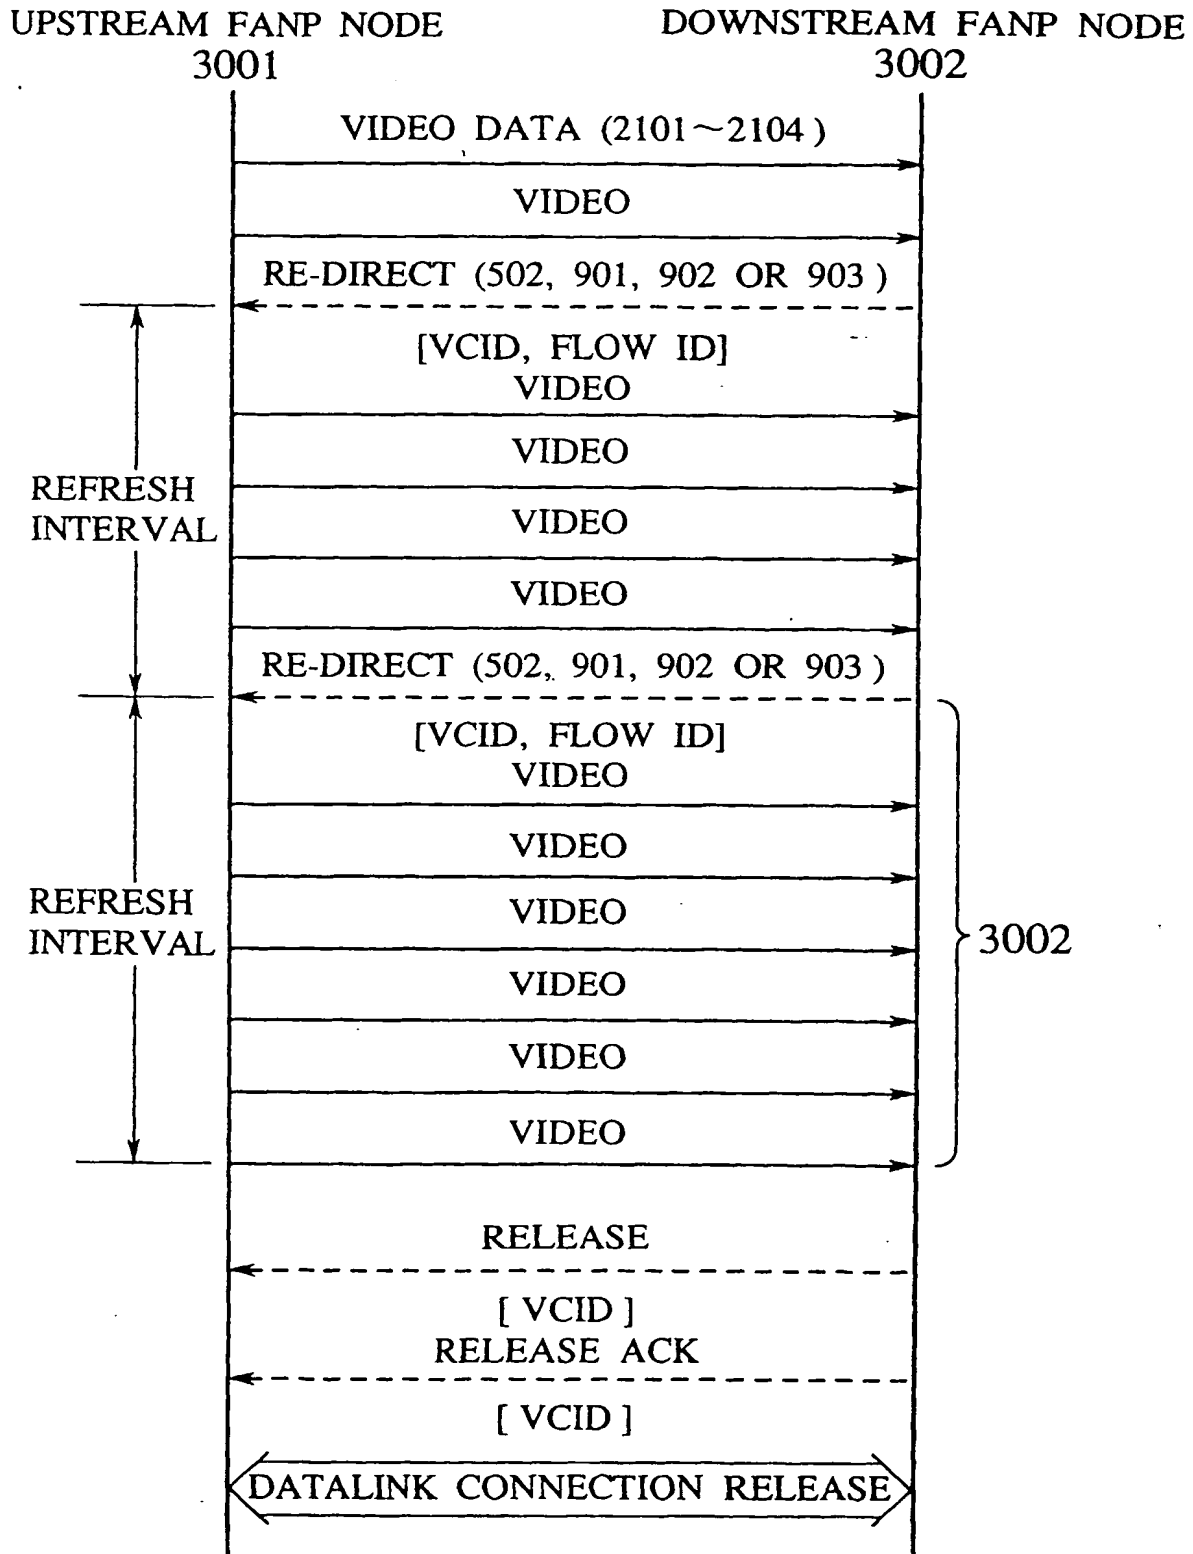 UPSTREAM FANP NODE
3001
DOWNSTREAM FANP NODE
3002
VIDEO DATA (2101~2104)
VIDEO
RE-DIRECT (502, 901, 902 OR 903)
[VCID, FLOW ID]
VIDEO
VIDEO
REFRESH
INTERVAL
VIDEO
VIDEO
RE-DIRECT (502, 901, 902 OR 903)
[VCID, FLOW ID]
VIDEO
VIDEO
REFRESH
INTERVAL
VIDEO
3002
VIDEO
VIDEO
VIDEO
RELEASE
[ VCID ]
RELEASE ACK
[ VCID ]
DATALINK CONNECTION RELEASE